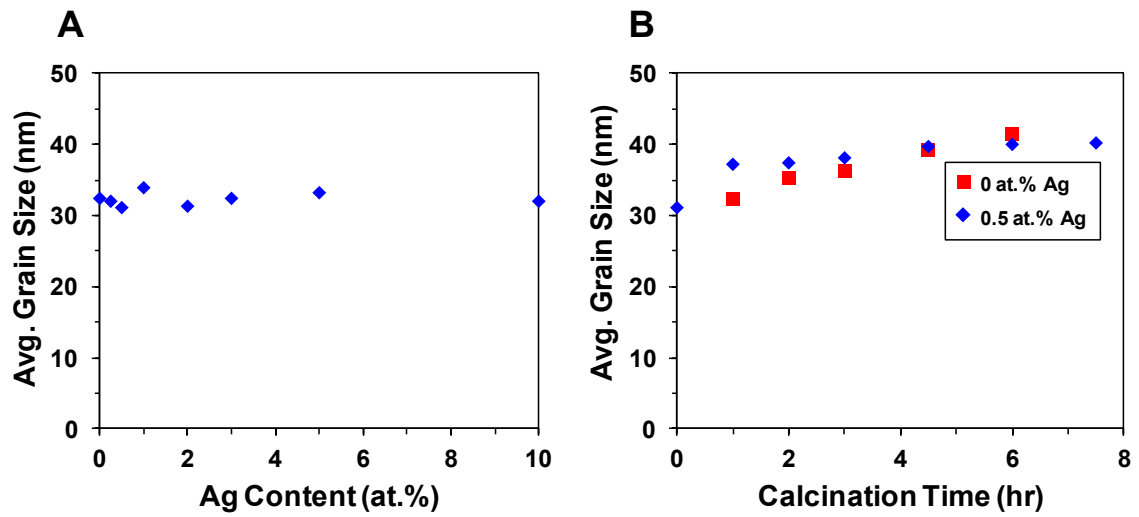 A
B
50
40
30
20
10
0
Avg. Grain Size (nm)
0 2 4 6 8 10
Ag Content (at.%)
50
40
30
20
10
0
Avg. Grain Size (nm)
0 at.% Ag
0.5 at.% Ag
0 2 4 6 8
Calcination Time (hr)